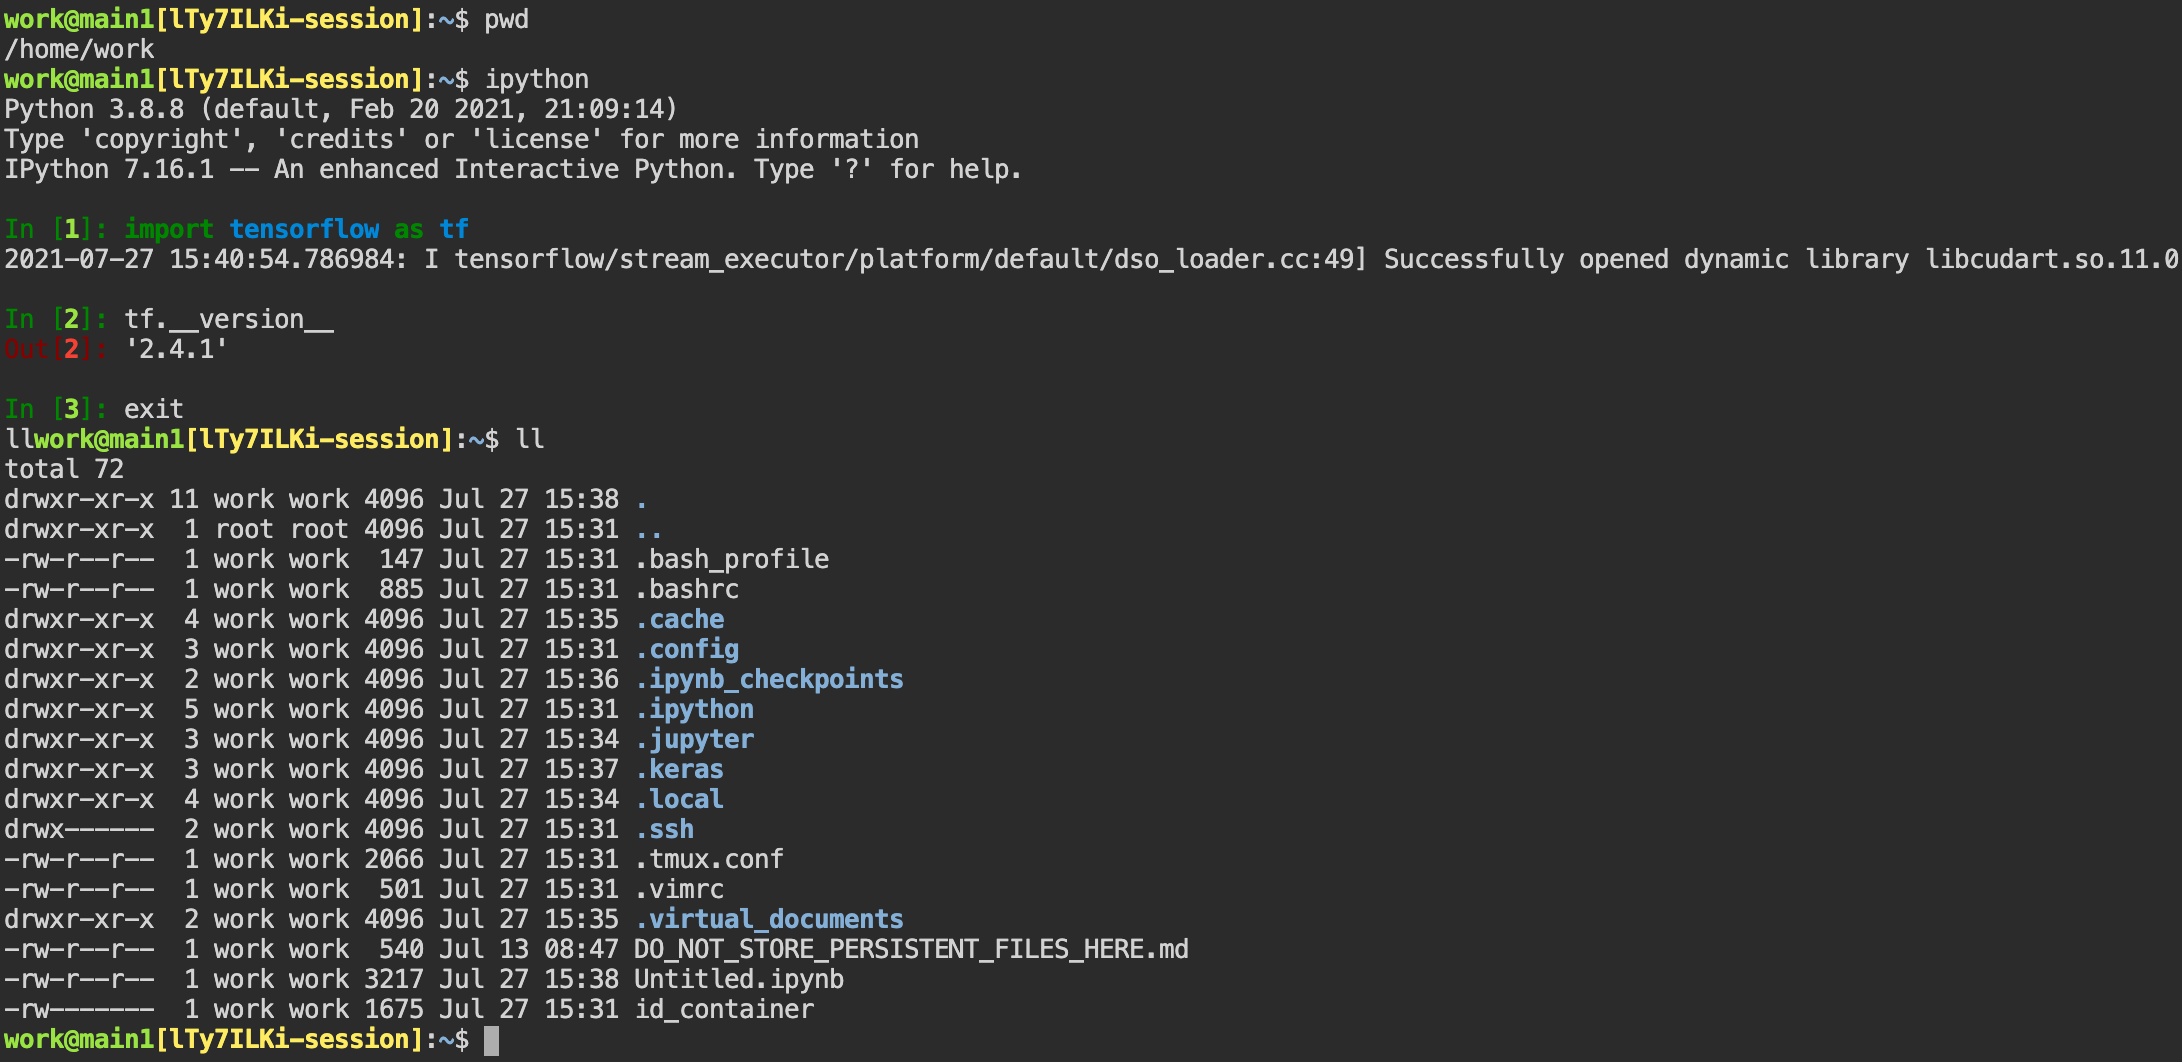 work@main1[lTy7ILKi-session]:~$ pwd
/home/work
work@main1[lTy7ILKi-session]:~$ ipython
Python 3.8.8 (default, Feb 20 2021, 21:09:14)
Type 'copyright', 'credits' or 'license' for more information
IPython 7.16.1 -- An enhanced Interactive Python. Type '?' for help.

In [1]: import tensorflow as tf
2021-07-27 15:40:54.786984: I tensorflow/stream_executor/platform/default/dso_loader.cc:49] Successfully opened dynamic library libcudart.so.11.0

In [2]: tf.__version__
Out[2]: '2.4.1'

In [3]: exit
llwork@main1[lTy7ILKi-session]:~$ ll
total 72
drwxr-xr-x 11 work work 4096 Jul 27 15:38 .
drwxr-xr-x  1 root root 4096 Jul 27 15:31 ..
-rw-r--r--  1 work work  147 Jul 27 15:31 .bash_profile
-rw-r--r--  1 work work  885 Jul 27 15:31 .bashrc
drwxr-xr-x  4 work work 4096 Jul 27 15:35 .cache
drwxr-xr-x  3 work work 4096 Jul 27 15:31 .config
drwxr-xr-x  2 work work 4096 Jul 27 15:36 .ipynb_checkpoints
drwxr-xr-x  5 work work 4096 Jul 27 15:31 .ipython
drwxr-xr-x  3 work work 4096 Jul 27 15:34 .jupyter
drwxr-xr-x  3 work work 4096 Jul 27 15:37 .keras
drwxr-xr-x  4 work work 4096 Jul 27 15:34 .local
drwx------  2 work work 4096 Jul 27 15:31 .ssh
-rw-r--r--  1 work work 2066 Jul 27 15:31 .tmux.conf
-rw-r--r--  1 work work  501 Jul 27 15:31 .vimrc
drwxr-xr-x  2 work work 4096 Jul 27 15:35 .virtual_documents
-rw-r--r--  1 work work  540 Jul 13 08:47 DO_NOT_STORE_PERSISTENT_FILES_HERE.md
-rw-r--r--  1 work work 3217 Jul 27 15:38 Untitled.ipynb
-rw-------  1 work work 1675 Jul 27 15:31 id_container
work@main1[lTy7ILKi-session]:~$